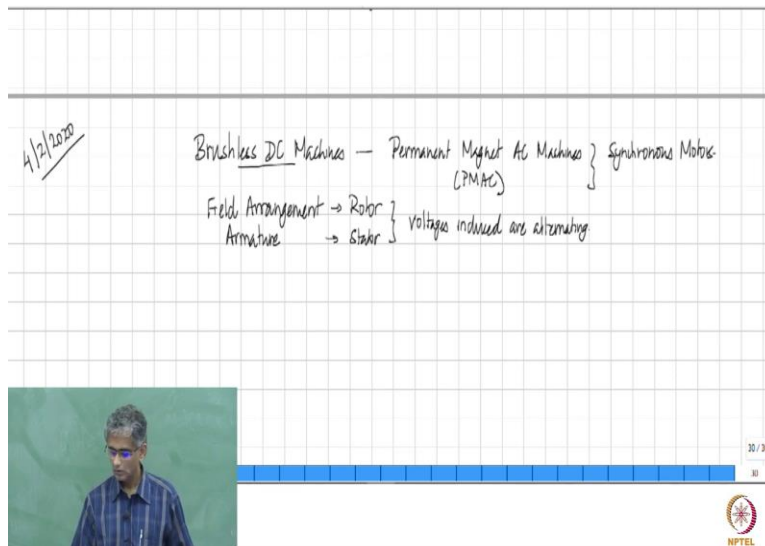 4/2/2020
Brushless DC Machines — Permanent Magnet AC Machines } Synchronous Motors.
(PMAC)
Field Arrangement → Rotor } voltages induced are alternating.
Armature → Stator
30 / 3
30
NPTEL